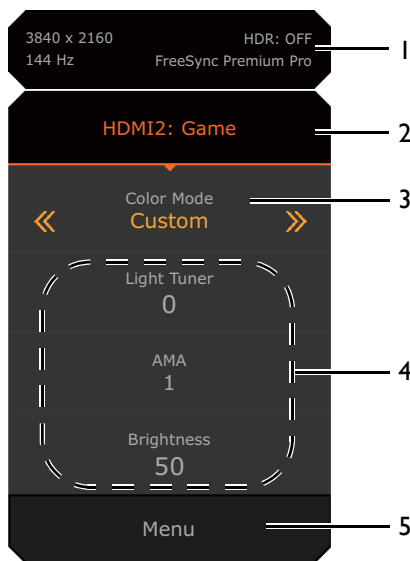 3840 x 2160 HDR: OFF
144 Hz FreeSync Premium Pro
1
HDMI2: Game
2
Color Mode
3
Custom
Light Tuner
0
AMA
1
4
Brightness
50
Menu
5